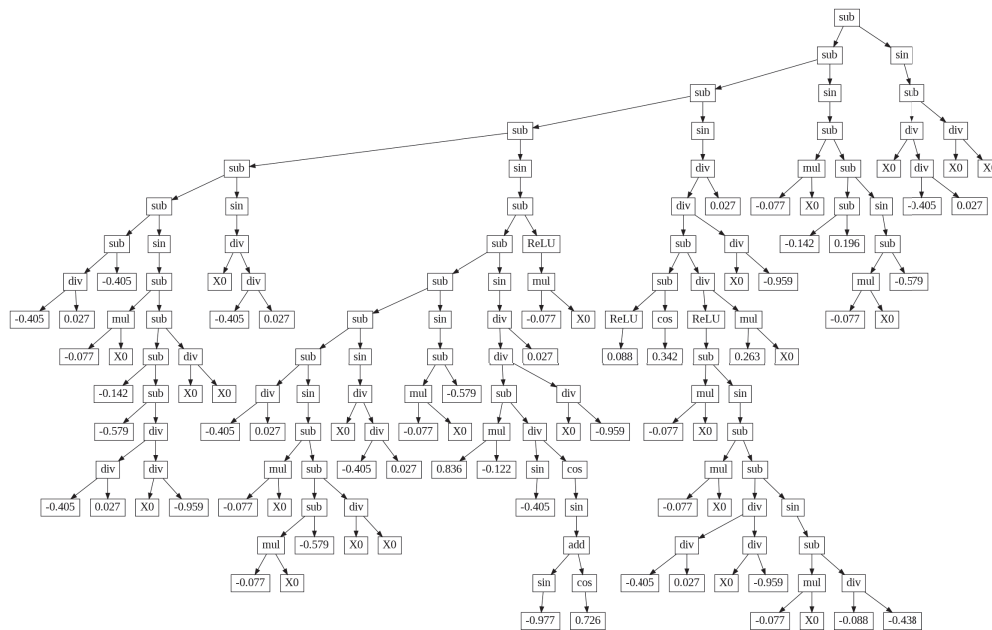 sub
sub sin
sub sin sub
sub sin sub div div
sub sin div mul sub X0 div X0
sub sin sub div 0.027 -0.077 X0 sub sin -0.405 0.027
sub sin div sub ReLU sub div -0.142 0.196 sub
div -0.405 sub X0 div sub sin mul sub div X0 -0.959 mul -0.579
-0.405 0.027 mul sub -0.405 0.027 sub sin div -0.077 X0 ReLU cos ReLU mul -0.077 X0
-0.077 X0 sub div sub sin sub div 0.027 0.088 0.342 sub 0.263 X0
-0.142 sub X0 X0 div sin div mul -0.579 sub div mul sin
-0.579 div -0.405 0.027 sub X0 div -0.077 X0 mul div X0 -0.959 -0.077 X0 sub
div div mul sub -0.405 0.027 0.836 -0.122 sin cos mul sub
-0.405 0.027 X0 -0.959 -0.077 X0 sub div -0.405 sin -0.077 X0 div sin
mul -0.579 X0 X0 add div div sub
-0.077 X0 sin cos -0.405 0.027 X0 -0.959 mul div
-0.977 0.726 -0.077 X0 -0.088 -0.438